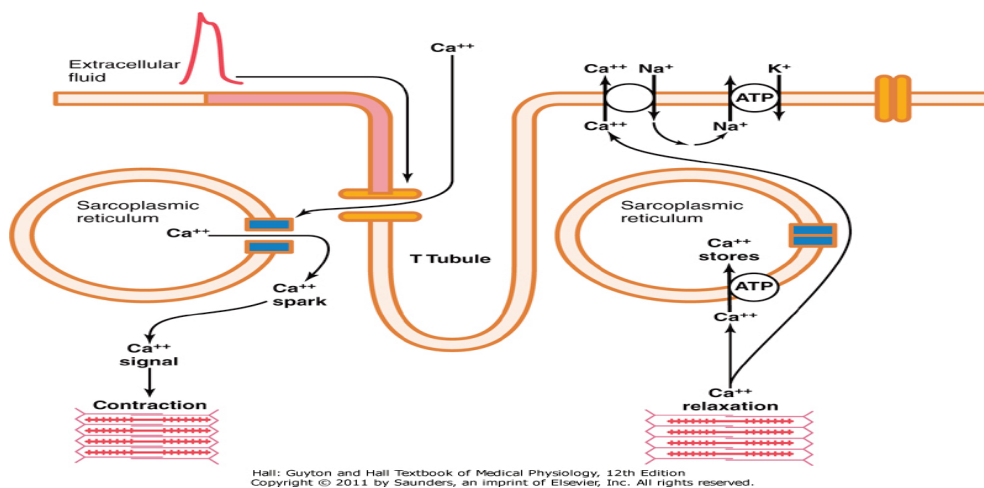 Extracellular
fluid
Ca++
Ca++
Na+
K+
ATP
Ca++
Na+
Sarcoplasmic
reticulum
Ca++
Ca++
spark
Ca++
signal
Contraction
T Tubule
Sarcoplasmic
reticulum
Ca++
stores
ATP
Ca++
Ca++
relaxation
Hall: Guyton and Hall Textbook of Medical Physiology, 12th Edition
Copyright © 2011 by Saunders, an imprint of Elsevier, Inc. All rights reserved.